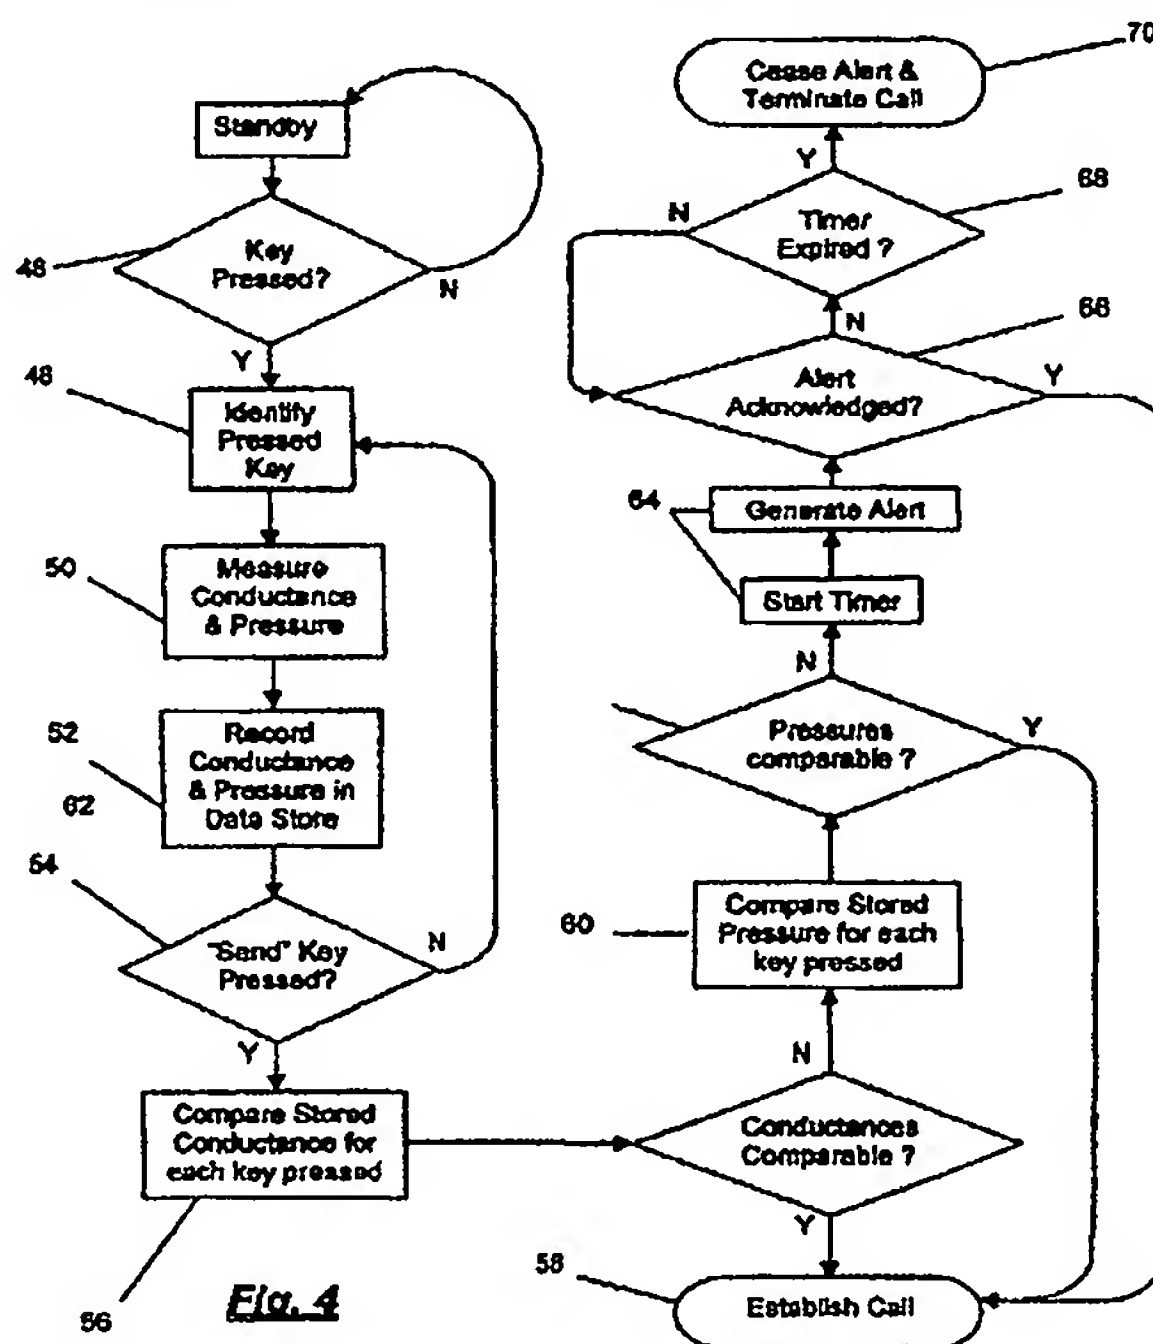 Standby
Key
Pressed?
48
N
Y
48
Identify
Pressed
Key
50
Measure
Conductance
& Pressure
52
62
Record
Conductance
& Pressure in
Data Store
54
"Send" Key
Pressed?
N
Y
Compare Stored
Conductance for
each key pressed
56
Fig. 4
70
Cease Alert &
Terminate Call
Y
68
N
Timer
Expired ?
66
N
Alert
Acknowledged?
Y
64
Generate Alert
Start Timer
N
Pressures
comparable ?
Y
60
Compare Stored
Pressure for each
key pressed
N
Conductances
Comparable ?
Y
58
Establish Call